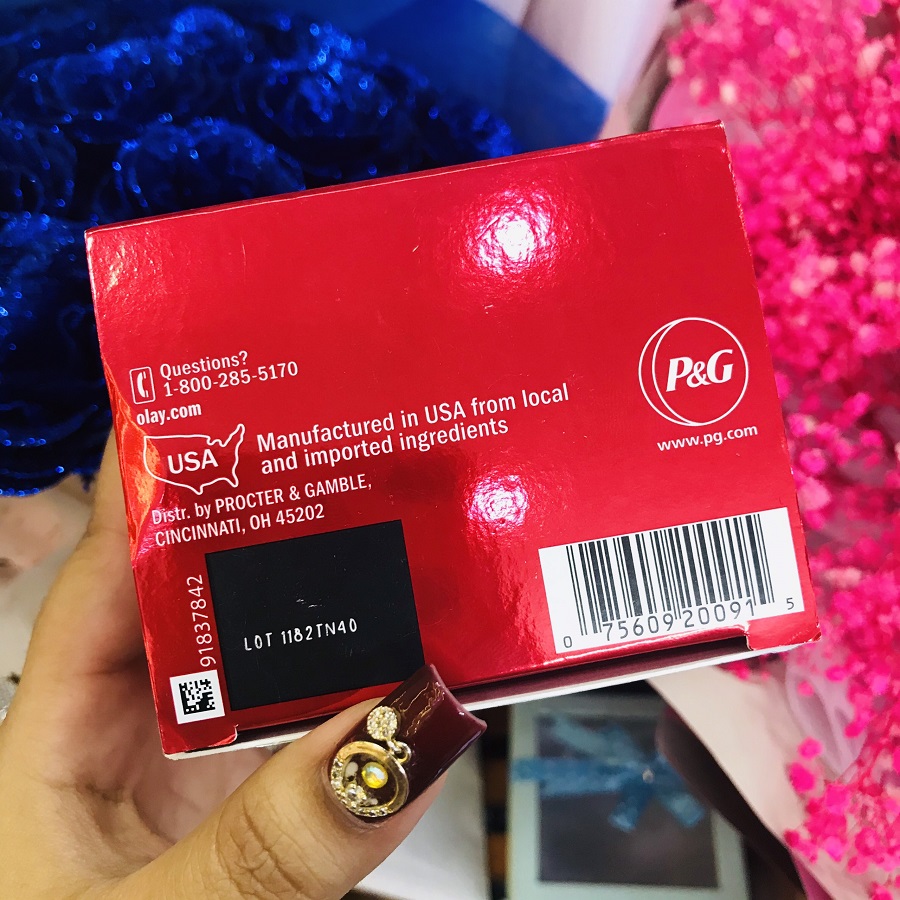 Questions?
1-800-285-5170
olay.com
USA
Manufactured in USA from local
and imported ingredients
Distr. by PROCTER & GAMBLE,
CINCINNATI, OH 45202
P&G
www.pg.com
91837842
LOT 1182TN40
0 75609 20091 5